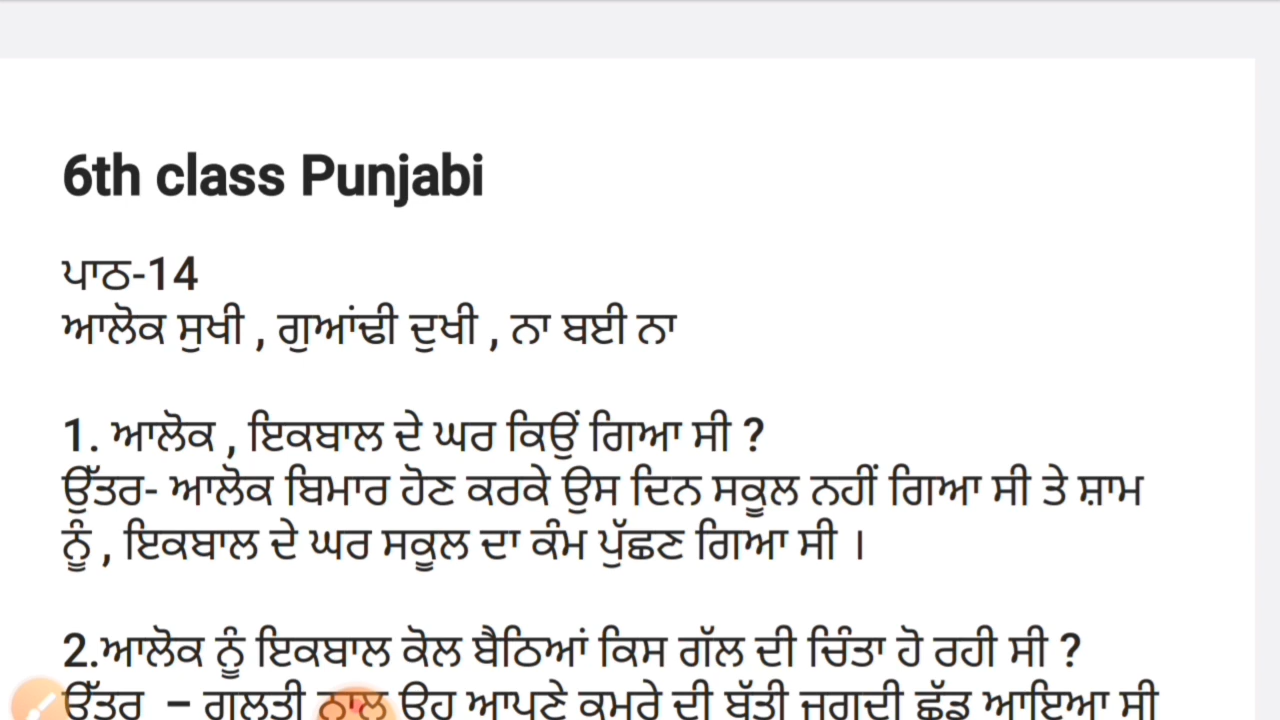 6th class Punjabi
ਪਾਠ-14
ਆਲੋਕ ਸੁਖੀ , ਗੁਆਂਢੀ ਦੁਖੀ , ਨਾ ਬਈ ਨਾ
1. ਆਲੋਕ , ਇਕਬਾਲ ਦੇ ਘਰ ਕਿਉਂ ਗਿਆ ਸੀ ?
ਉੱਤਰ- ਆਲੋਕ ਬਿਮਾਰ ਹੋਣ ਕਰਕੇ ਉਸ ਦਿਨ ਸਕੂਲ ਨਹੀਂ ਗਿਆ ਸੀ ਤੇ ਸ਼ਾਮ
ਨੂੰ , ਇਕਬਾਲ ਦੇ ਘਰ ਸਕੂਲ ਦਾ ਕੰਮ ਪੁੱਛਣ ਗਿਆ ਸੀ ।
2.ਆਲੋਕ ਨੂੰ ਇਕਬਾਲ ਕੋਲ ਬੈਠਿਆਂ ਕਿਸ ਗੱਲ ਦੀ ਚਿੰਤਾ ਹੋ ਰਹੀ ਸੀ ?
ਉੱਤਰ – ਗਲਤੀ ਨਾਲ ਉਹ ਆਪਣੇ ਕਮਰੇ ਦੀ ਬੱਤੀ ਜਗਦੀ ਛੱਡ ਆਇਆ ਸੀ